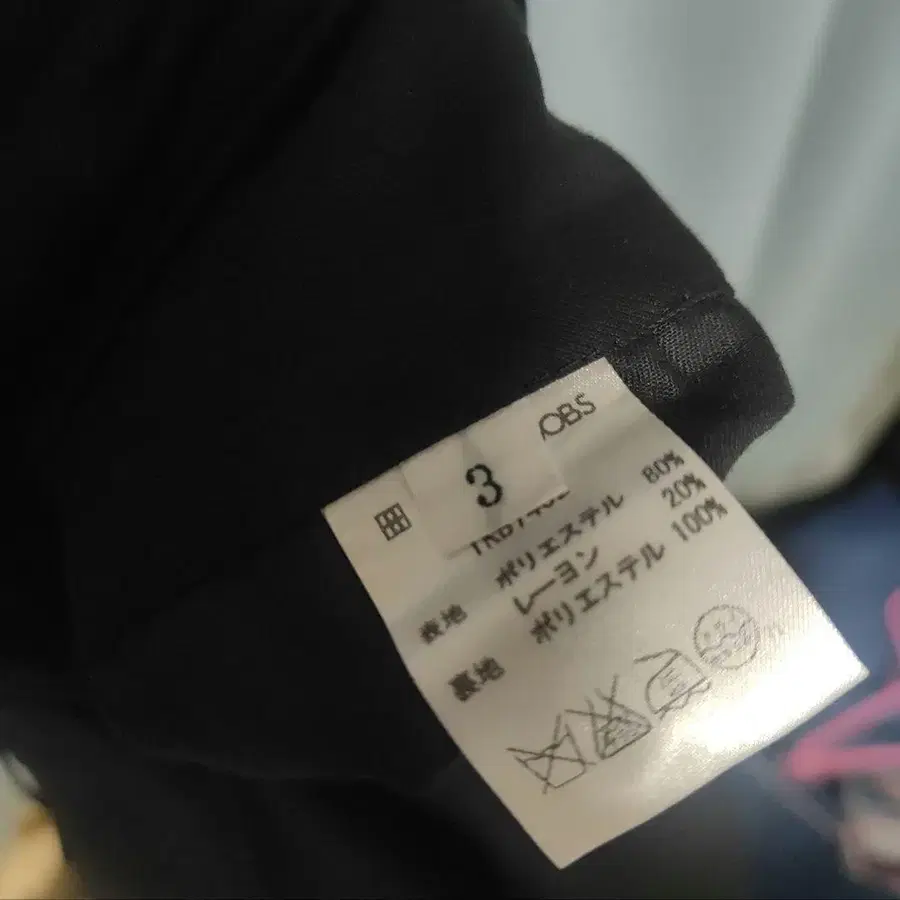 OBS
3
表地 ポリエステル 80%
レーヨン 20%
裏地 ポリエステル 100%